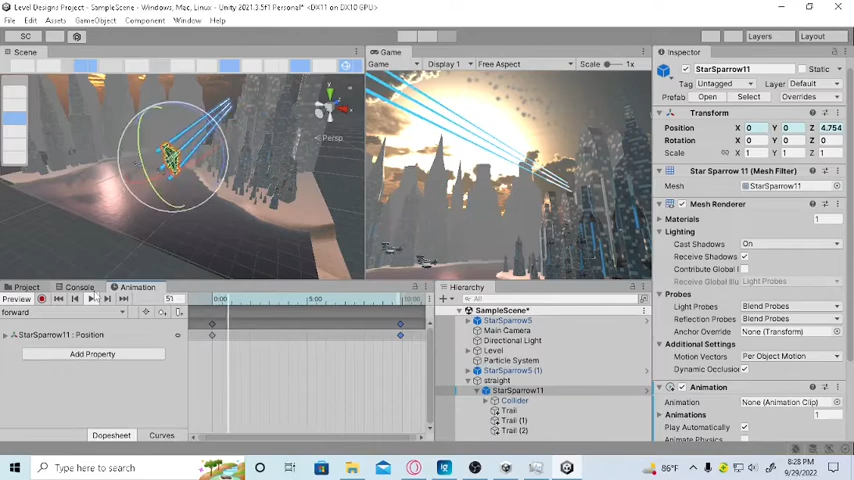 Level Designs Project - SampleScene - Windows, Mac, Linux - Unity 2021.3.5f1 Personal* <DX11 on DX10 GPU>
File Edit Assets GameObject Component Window Help
SC Layers Layout
Scene
y
x
Persp
Game
Game Display 1 Free Aspect Scale 1x
Inspector
StarSparrow11 Static
Tag Untagged Layer Default
Prefab Open Select Overrides
Transform
Position X 0 Y 0 Z 4.754
Rotation X 0 Y 0 Z 0
Scale X 1 Y 1 Z 1
Star Sparrow 11 (Mesh Filter)
Mesh StarSparrow11
Mesh Renderer
Materials 1
Lighting
Cast Shadows On
Receive Shadows
Contribute Global Illu
Receive Global Illu Light Probes
Probes
Light Probes Blend Probes
Reflection Probes Blend Probes
Anchor Override None (Transform)
Additional Settings
Motion Vectors Per Object Motion
Dynamic Occlusion
Animation
Animation None (Animation Clip)
Animations 1
Play Automatically
Animate Physics
Project Console Animation
Preview 51 0:00 5:00 10:00
forward
StarSparrow11 : Position
Add Property
Dopesheet Curves
Hierarchy
All
SampleScene*
StarSparrow5
Main Camera
Directional Light
Level
Particle System
StarSparrow5 (1)
straight
StarSparrow11
Collider
Trail
Trail (1)
Trail (2)
Type here to search
86°F
8:28 PM
9/29/2022